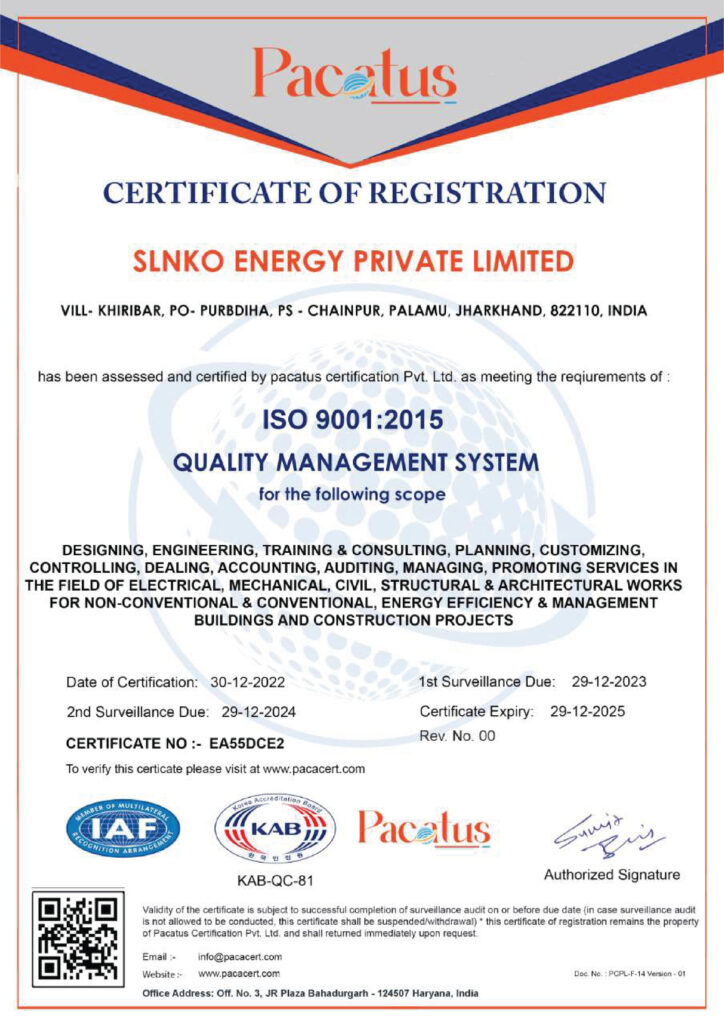 Pacatus
CERTIFICATE OF REGISTRATION
SLNKO ENERGY PRIVATE LIMITED
VILL- KHIRIBAR, PO- PURBDIHA, PS - CHAINPUR, PALAMU, JHARKHAND, 822110, INDIA
has been assessed and certified by pacatus certification Pvt. Ltd. as meeting the reqiurements of :
ISO 9001:2015
QUALITY MANAGEMENT SYSTEM
for the following scope
DESIGNING, ENGINEERING, TRAINING & CONSULTING, PLANNING, CUSTOMIZING,
CONTROLLING, DEALING, ACCOUNTING, AUDITING, MANAGING, PROMOTING SERVICES IN
THE FIELD OF ELECTRICAL, MECHANICAL, CIVIL, STRUCTURAL & ARCHITECTURAL WORKS
FOR NON-CONVENTIONAL & CONVENTIONAL, ENERGY EFFICIENCY & MANAGEMENT
BUILDINGS AND CONSTRUCTION PROJECTS
Date of Certification: 30-12-2022
1st Surveillance Due: 29-12-2023
2nd Surveillance Due: 29-12-2024
Certificate Expiry: 29-12-2025
CERTIFICATE NO :- EA55DCE2
Rev. No. 00
To verify this certicate please visit at www.pacacert.com
MEMBER OF MULTILATERAL
IAF
RECOGNITION ARRANGEMENT
Korea Accreditation Board
KAB
한국인정원
Pacatus
KAB-QC-81
Authorized Signature
Validity of the certificate is subject to successful completion of surveillance audit on or before due date (in case surveillance audit
is not allowed to be conducted, this certificate shall be suspended/withdrawal) * this certificate of registration remains the property
of Pacatus Certification Pvt. Ltd. and shall returned immediately upon request.
Email :- info@pacacert.com
Website :- www.pacacert.com
Doc. No. : PCPL-F-14 Version - 01
Office Address: Off. No. 3, JR Plaza Bahadurgarh - 124507 Haryana, India